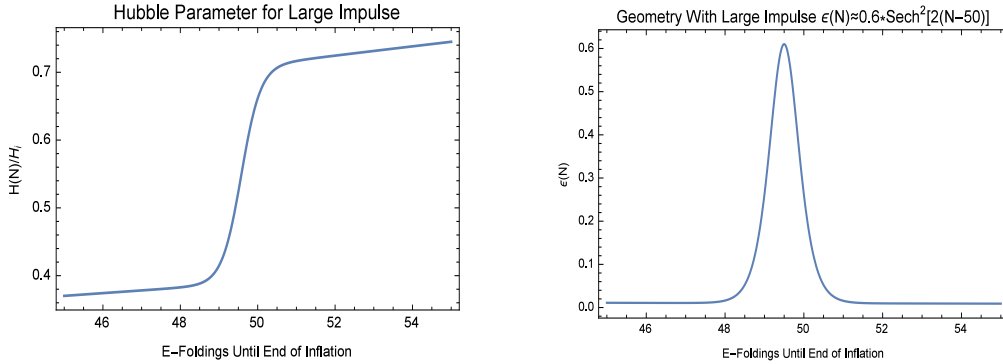 Hubble Parameter for Large Impulse
H(N)/Hᵢ
0.7
0.6
0.5
0.4
46 48 50 52 54
E-Foldings Until End of Inflation
Geometry With Large Impulse ϵ(N)≈0.6*Sech²[2(N-50)]
ϵ(N)
0.6
0.5
0.4
0.3
0.2
0.1
0.0
46 48 50 52 54
E-Foldings Until End of Inflation